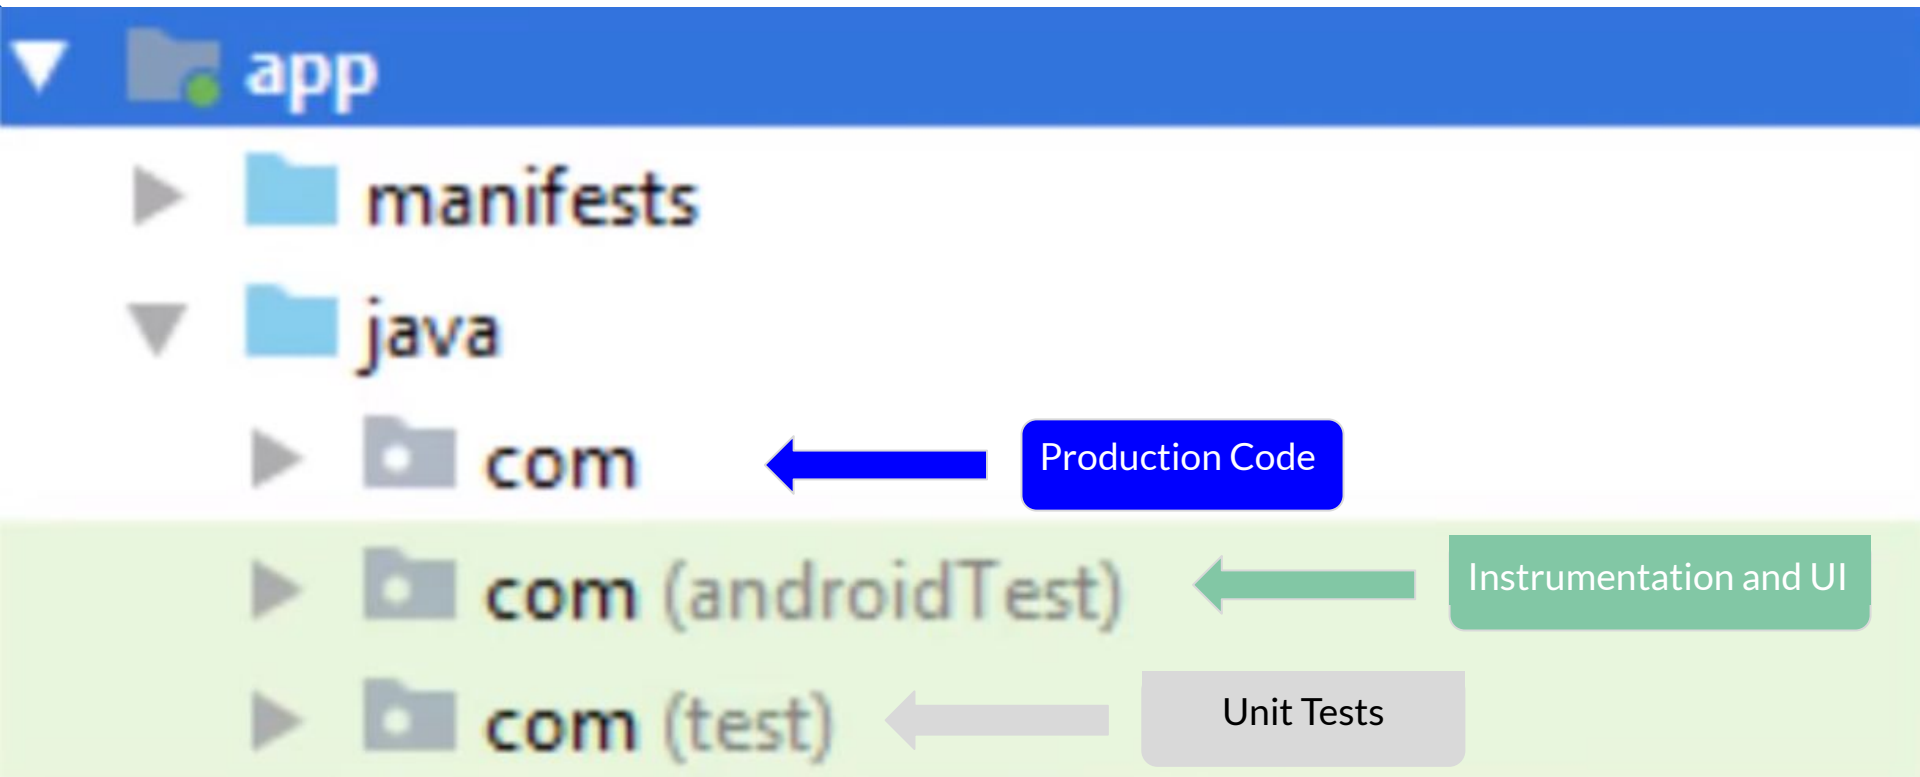 app
manifests
java
com
Production Code
com (androidTest)
Instrumentation and UI
com (test)
Unit Tests